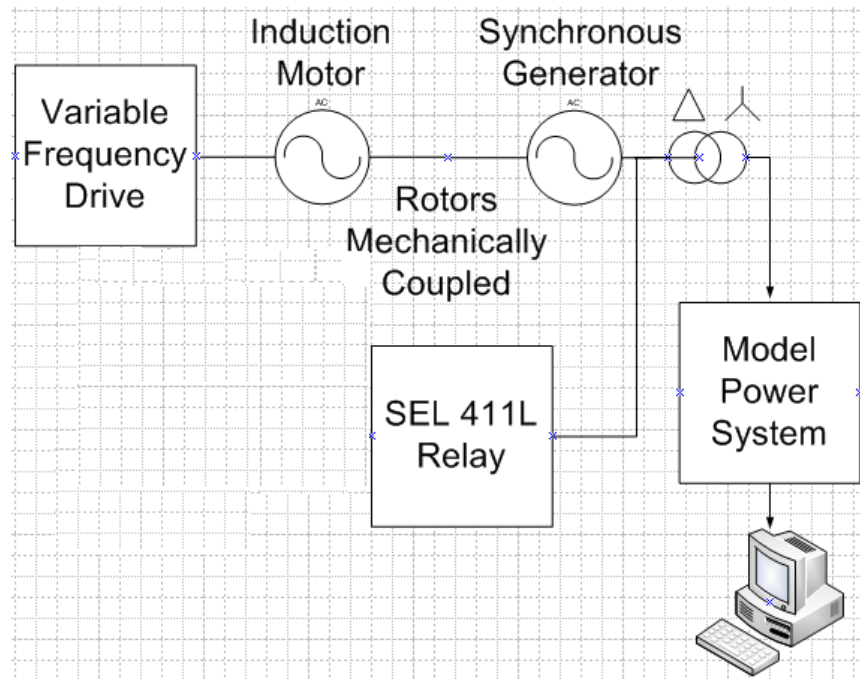 Induction
Motor
Synchronous
Generator
Variable
Frequency
Drive
AC
AC
Rotors
Mechanically
Coupled
SEL 411L
Relay
Model
Power
System